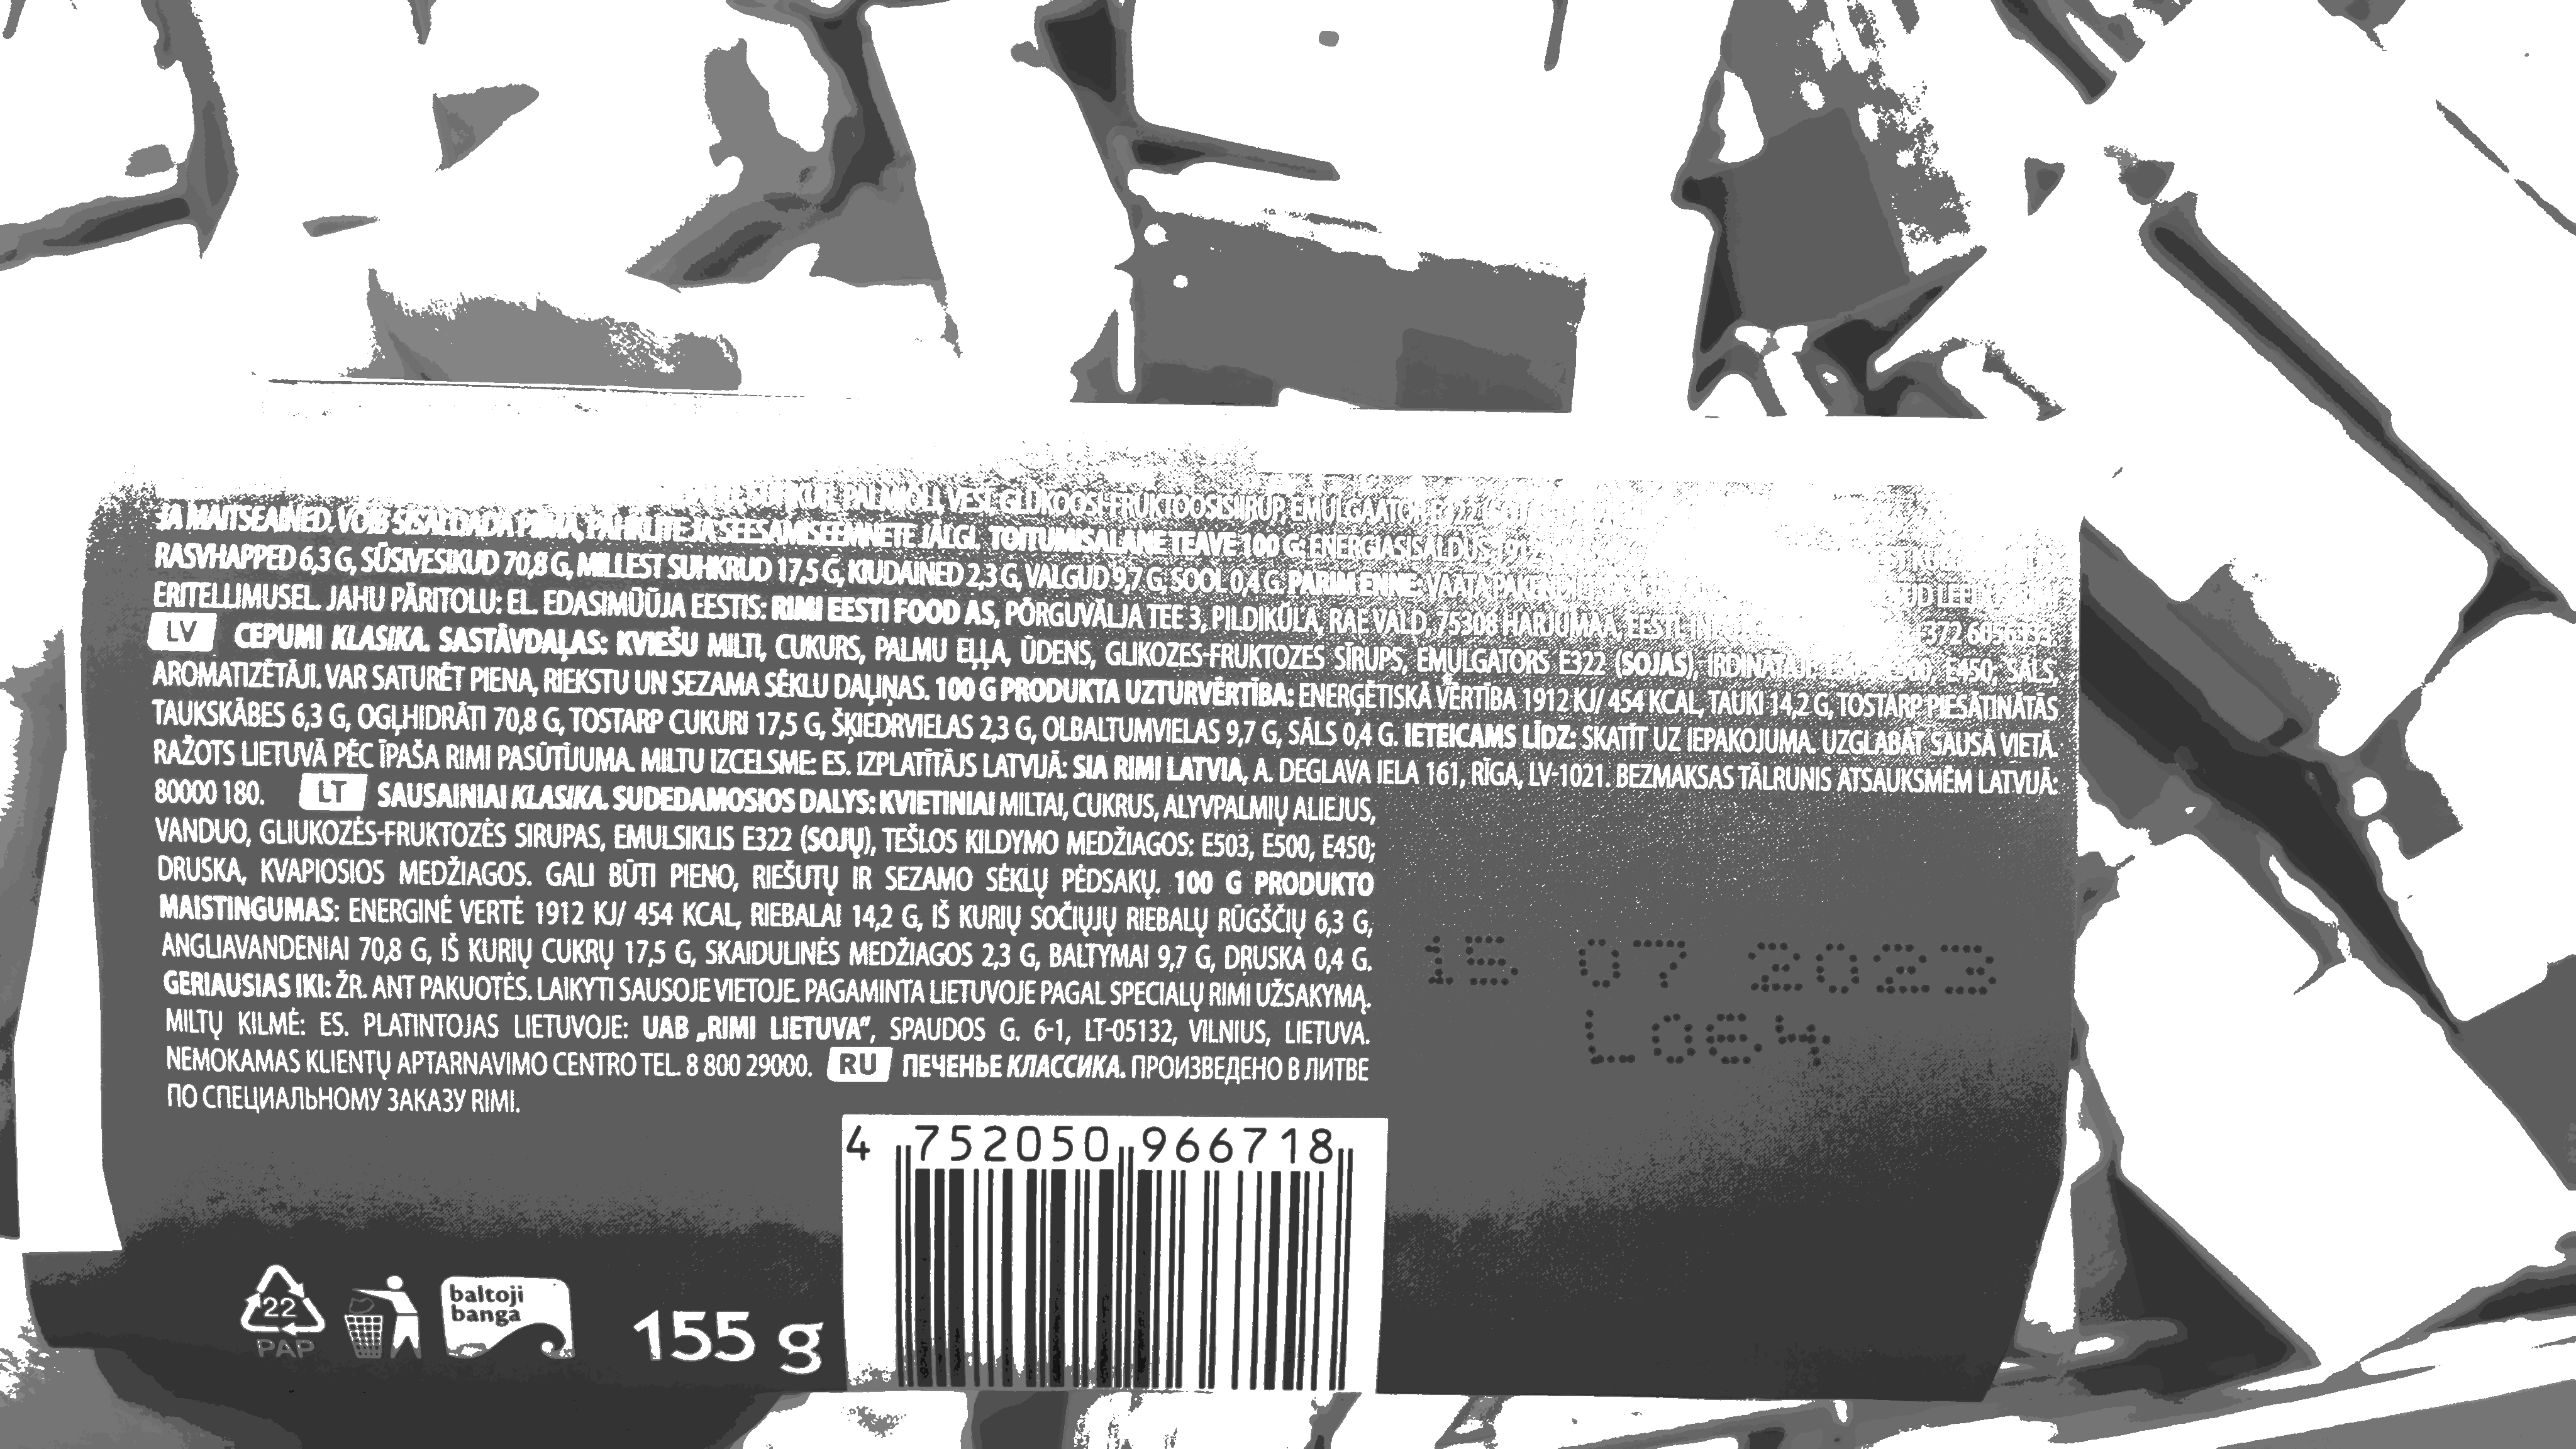 SUHKUR, PALMIÕLI, VESI, GLÜKOOSI-FRUKTOOSISIIRUP, EMULGAATOR E322
JA MAITSEAINED. VÕIB SISALDADA PIIMA, PÄHKLITE JA SEESAMISEEMNETE JÄLGI. TOITUMISALANE TEAVE 100 G: ENERGIASISALDUS 1912
RASVHAPPED 6,3 G, SÜSIVESIKUD 70,8 G, MILLEST SUHKRUD 17,5 G, KIUDAINED 2,3 G, VALGUD 9,7 G, SOOL 0,4 G. PARIM ENNE: VAATA PAKENDILT.
ERITELLIMUSEL. JAHU PÄRITOLU: EL. EDASIMÜÜJA EESTIS: RIMI EESTI FOOD AS, PÕRGUVÄLJA TEE 3, PILDIKÜLA, RAE VALD, 75308 HARJUMAA, EESTI. 372 6056333
LV CEPUMI KLASIKA. SASTĀVDAĻAS: KVIEŠU MILTI, CUKURS, PALMU EĻĻA, ŪDENS, GLIKOZES-FRUKTOZES SĪRUPS, EMULGATORS E322 (SOJAS), IRDINĀTĀJI: E500, E450, SĀLS,
AROMATIZĒTĀJI. VAR SATURĒT PIENA, RIEKSTU UN SEZAMA SĒKLU DAĻIŅAS. 100 G PRODUKTA UZTURVĒRTĪBA: ENERĢĒTISKĀ VĒRTĪBA 1912 KJ/ 454 KCAL, TAUKI 14,2 G, TOSTARP PIESĀTINĀTĀS
TAUKSKĀBES 6,3 G, OGĻHIDRĀTI 70,8 G, TOSTARP CUKURI 17,5 G, ŠĶIEDRVIELAS 2,3 G, OLBALTUMVIELAS 9,7 G, SĀLS 0,4 G. IETEICAMS LĪDZ: SKATĪT UZ IEPAKOJUMA. UZGLABĀT SAUSĀ VIETĀ.
RAŽOTS LIETUVĀ PĒC ĪPAŠA RIMI PASŪTĪJUMA. MILTU IZCELSME: ES. IZPLATĪTĀJS LATVIJĀ: SIA RIMI LATVIA, A. DEGLAVA IELA 161, RĪGA, LV-1021. BEZMAKSAS TĀLRUNIS ATSAUKSMĒM LATVIJĀ:
80000 180. LT SAUSAINIAI KLASIKA. SUDEDAMOSIOS DALYS: KVIETINIAI MILTAI, CUKRUS, ALYVPALMIŲ ALIEJUS,
VANDUO, GLIUKOZĖS-FRUKTOZĖS SIRUPAS, EMULSIKLIS E322 (SOJŲ), TEŠLOS KILDYMO MEDŽIAGOS: E503, E500, E450;
DRUSKA, KVAPIOSIOS MEDŽIAGOS. GALI BŪTI PIENO, RIEŠUTŲ IR SEZAMO SĖKLŲ PĖDSAKŲ. 100 G PRODUKTO
MAISTINGUMAS: ENERGINĖ VERTĖ 1912 KJ/ 454 KCAL, RIEBALAI 14,2 G, IŠ KURIŲ SOČIŲJŲ RIEBALŲ RŪGŠČIŲ 6,3 G,
ANGLIAVANDENIAI 70,8 G, IŠ KURIŲ CUKRŲ 17,5 G, SKAIDULINĖS MEDŽIAGOS 2,3 G, BALTYMAI 9,7 G, DRUSKA 0,4 G.
GERIAUSIAS IKI: ŽR. ANT PAKUOTĖS. LAIKYTI SAUSOJE VIETOJE. PAGAMINTA LIETUVOJE PAGAL SPECIALŲ RIMI UŽSAKYMĄ.
MILTŲ KILMĖ: ES. PLATINTOJAS LIETUVOJE: UAB „RIMI LIETUVA", SPAUDOS G. 6-1, LT-05132, VILNIUS, LIETUVA.
NEMOKAMAS KLIENTŲ APTARNAVIMO CENTRO TEL. 8 800 29000. RU ПЕЧЕНЬЕ КЛАССИКА. ПРОИЗВЕДЕНО В ЛИТВЕ
ПО СПЕЦИАЛЬНОМУ ЗАКАЗУ RIMI.
15 07 2023
L064
4 752050 966718
22
PAP
baltoji
banga
155 g